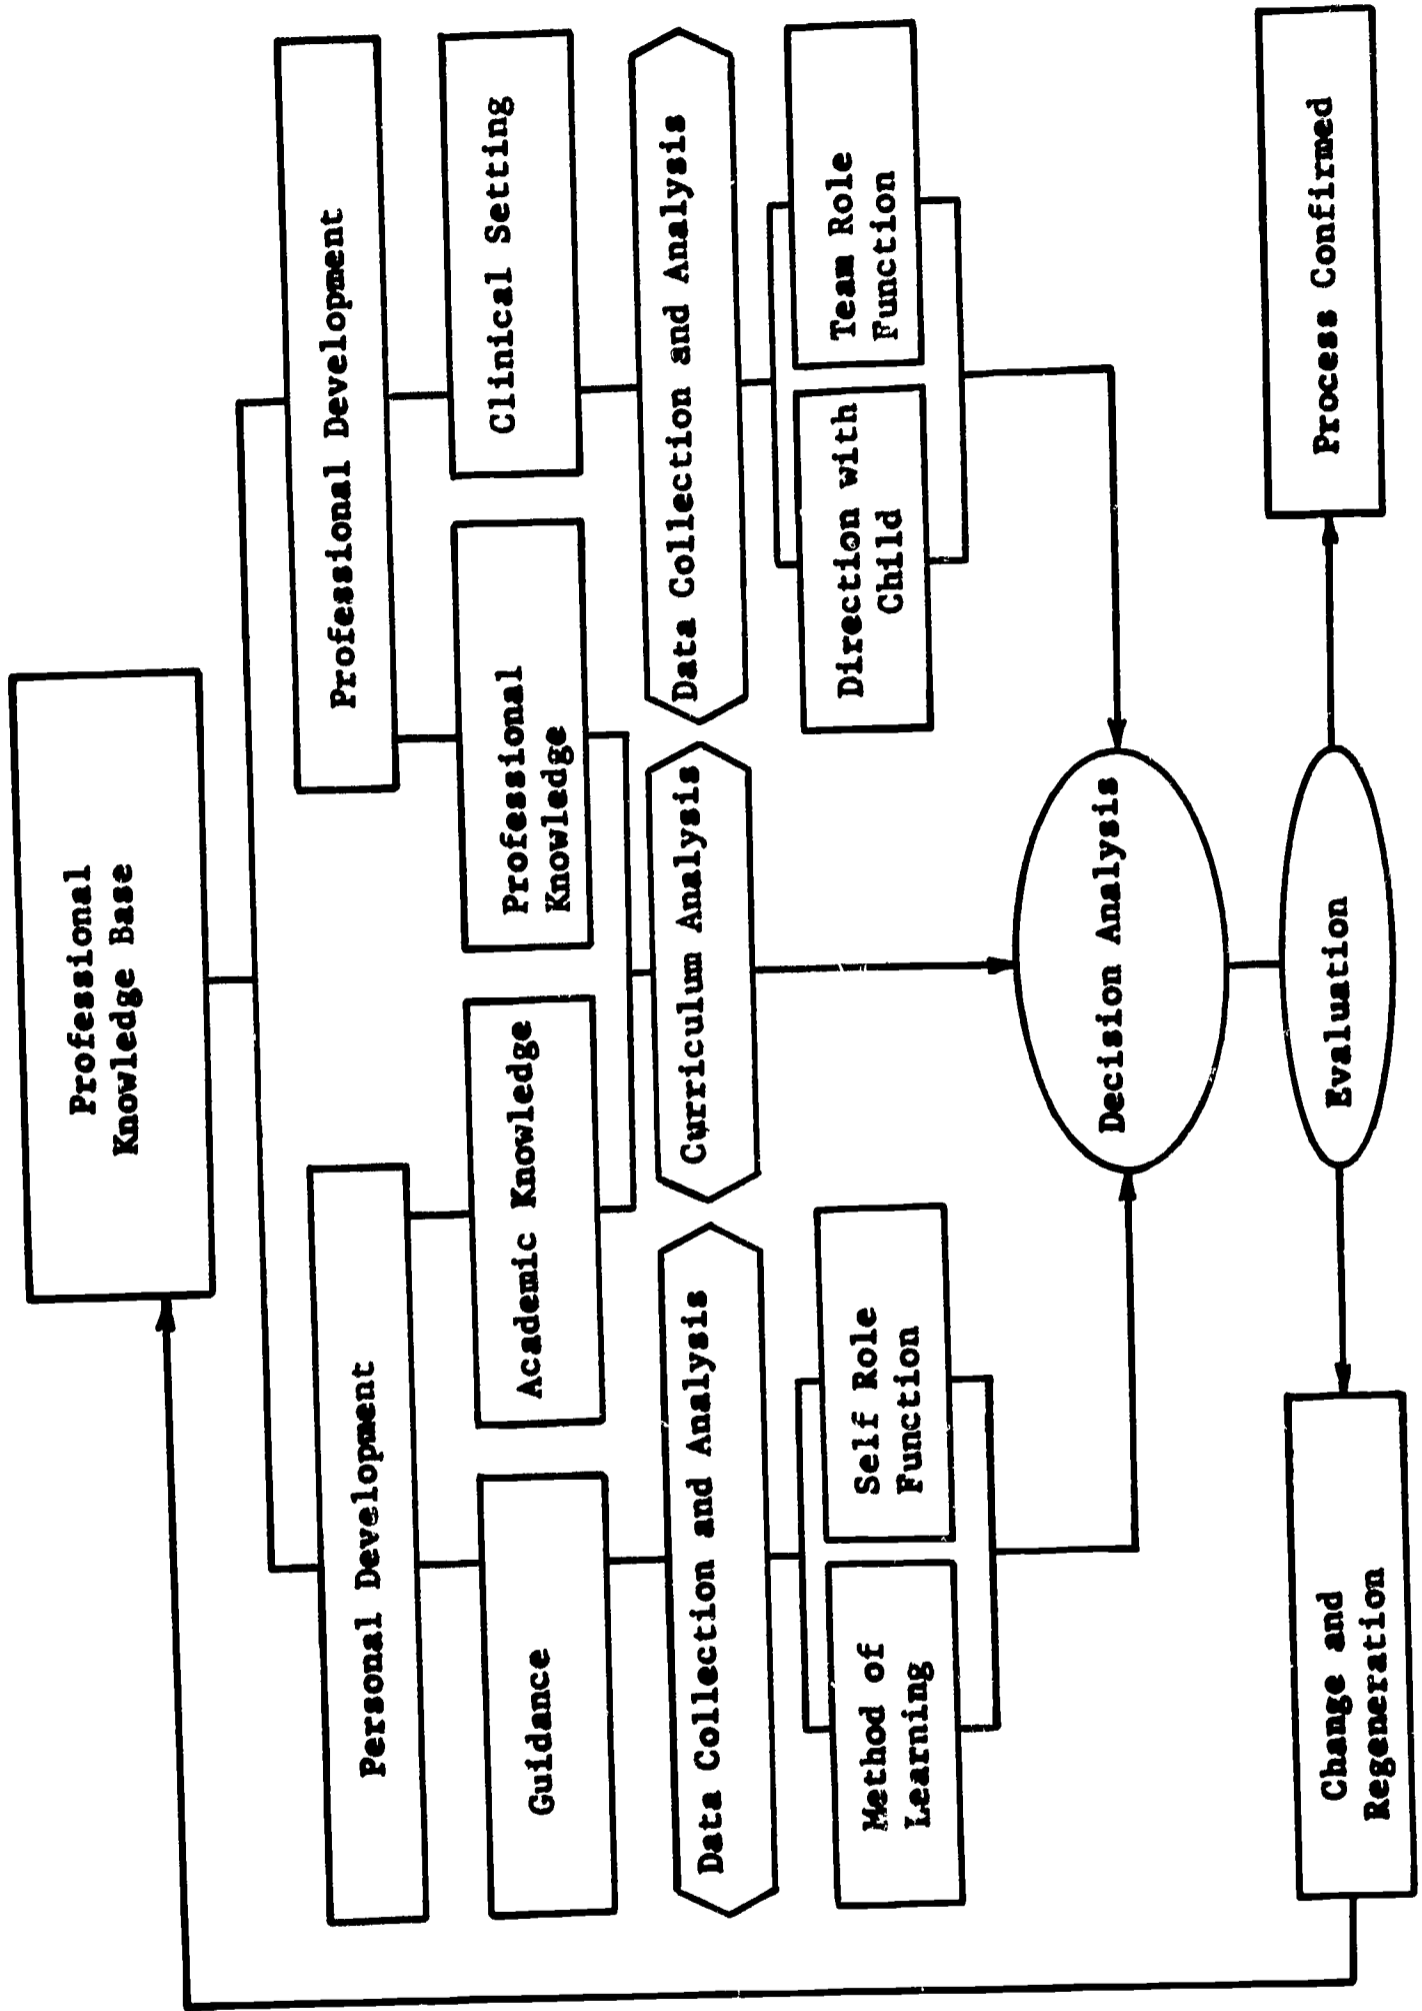 Professional
Knowledge Base
Personal Development
Professional Development
Guidance
Academic Knowledge
Professional
Knowledge
Clinical Setting
Data Collection and Analysis
Curriculum Analysis
Data Collection and Analysis
Method of
Learning
Self Role
Function
Direction with
Child
Team Role
Function
Decision Analysis
Evaluation
Change and
Regeneration
Process Confirmed